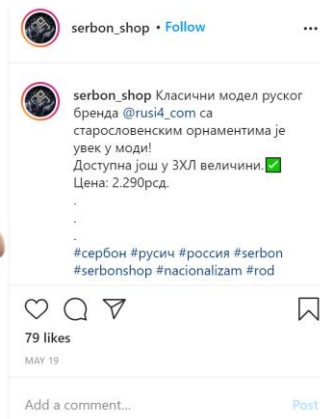 serbon_shop • Follow
serbon_shop Класични модел руског
бренда @rusi4_com са
старословенским орнаментима је
увек у моди!
Доступна још у 3ХЛ величини.✅
Цена: 2.290рсд.
.
.
.
#сербон #русич #россия #serbon
#serbonshop #nacionalizam #rod
79 likes
MAY 19
Add a comment...
Post